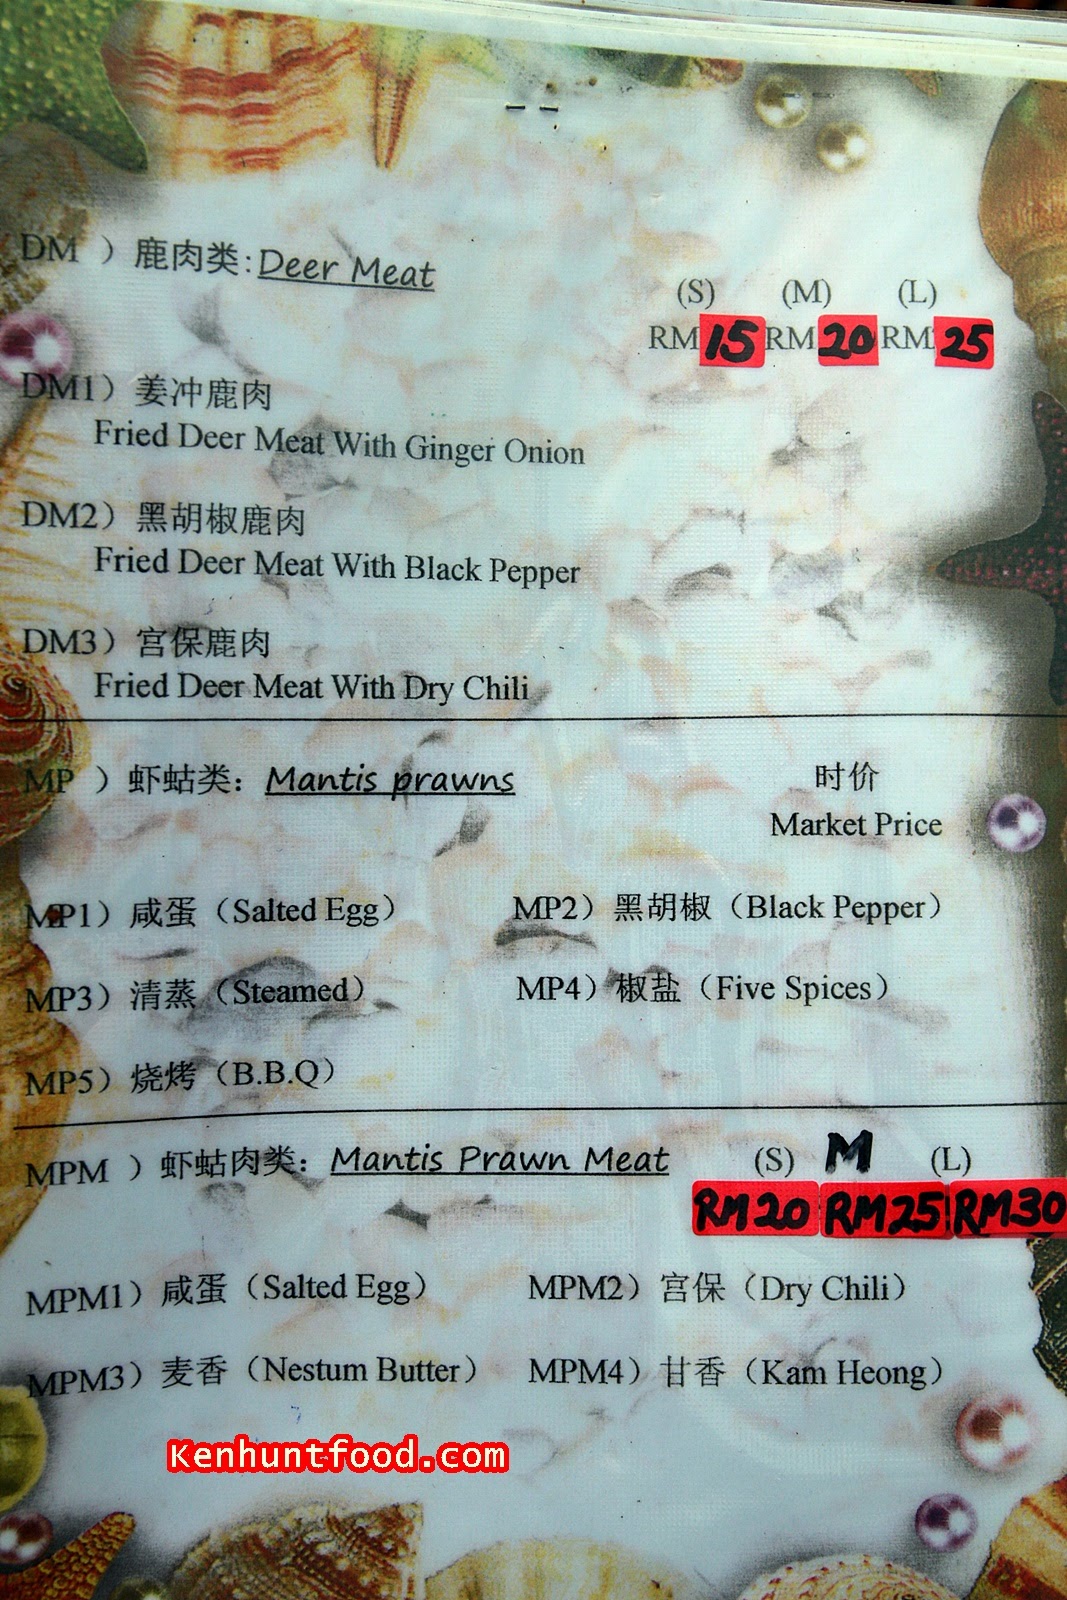 DM ）鹿肉类: Deer Meat
(S) (M) (L)
RM 15 RM 20 RM 25
DM1）姜冲鹿肉
Fried Deer Meat With Ginger Onion
DM2）黑胡椒鹿肉
Fried Deer Meat With Black Pepper
DM3）宫保鹿肉
Fried Deer Meat With Dry Chili
MP ）虾蛄类：Mantis prawns 时价
Market Price
MP1）咸蛋（Salted Egg） MP2）黑胡椒（Black Pepper）
MP3）清蒸（Steamed） MP4）椒盐（Five Spices）
MP5）烧烤（B.B.Q）
MPM ）虾蛄肉类：Mantis Prawn Meat (S) M (L)
RM20 RM25 RM30
MPM1）咸蛋（Salted Egg） MPM2）宫保（Dry Chili）
MPM3）麦香（Nestum Butter） MPM4）甘香（Kam Heong）
Kenhuntfood.com